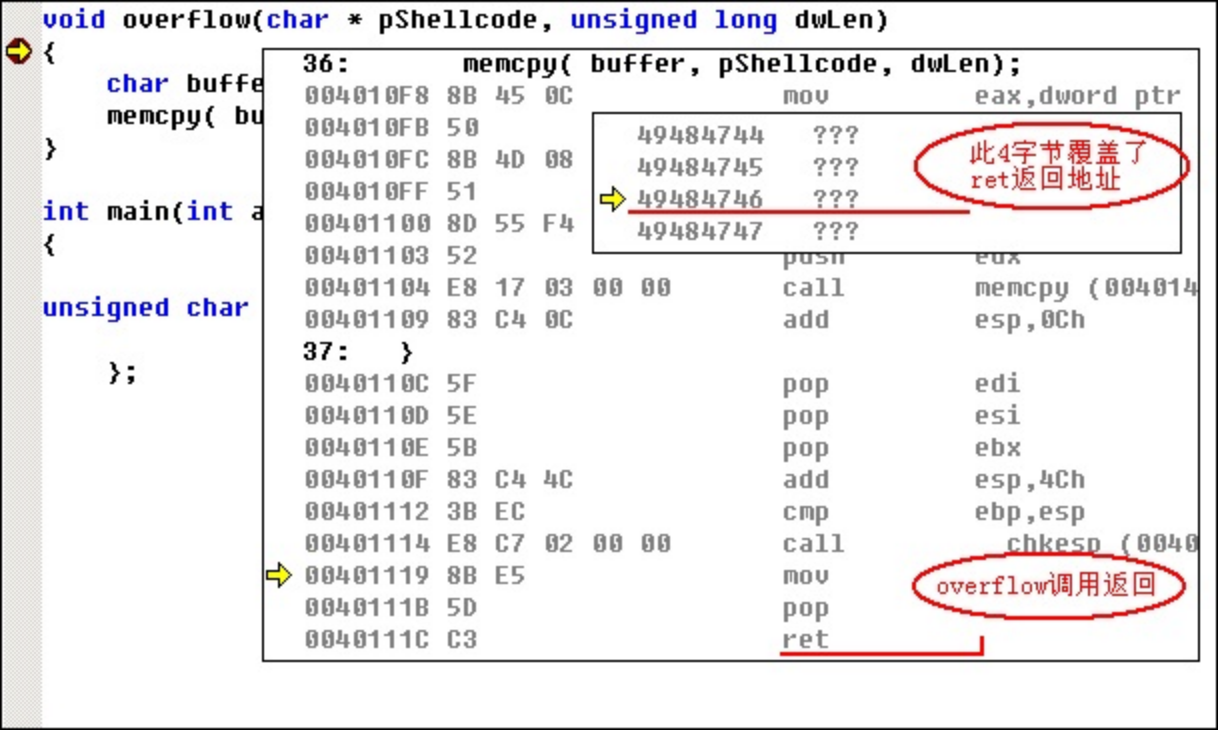 void overflow(char * pShellcode, unsigned long dwLen)
{
char buffe
memcpy( bu
}
int main(int a
{
unsigned char
};
36: memcpy( buffer, pShellcode, dwLen);
004010F8 8B 45 0C mov eax,dword ptr
004010FB 50
004010FC 8B 4D 08
004010FF 51
00401100 8D 55 F4
00401103 52 push edx
00401104 E8 17 03 00 00 call memcpy (004014
00401109 83 C4 0C add esp,0Ch
37: }
0040110C 5F pop edi
0040110D 5E pop esi
0040110E 5B pop ebx
0040110F 83 C4 4C add esp,4Ch
00401112 3B EC cmp ebp,esp
00401114 E8 C7 02 00 00 call chkesp (0040
00401119 8B E5 mov
0040111B 5D pop
0040111C C3 ret
49484744 ???
49484745 ???
49484746 ???
49484747 ???
此4字节覆盖了
ret返回地址
overflow调用返回